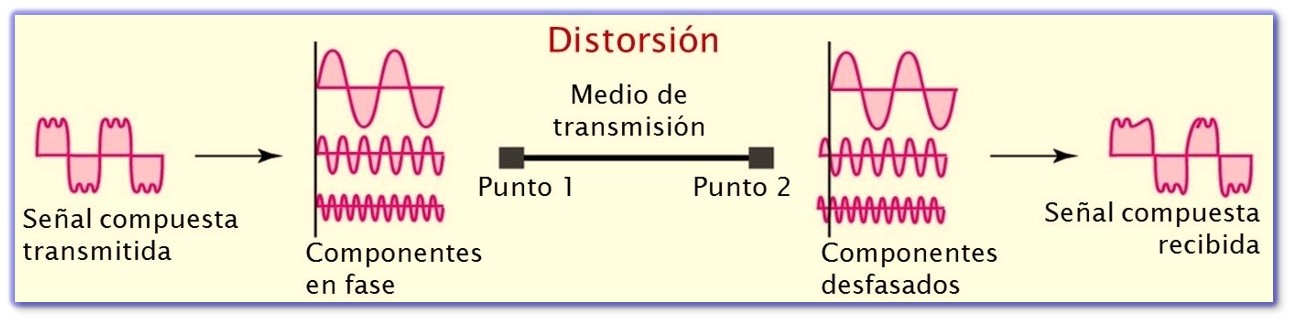 Distorsión
Medio de
transmisión
Punto 1
Punto 2
Señal compuesta
transmitida
Componentes
en fase
Componentes
desfasados
Señal compuesta
recibida